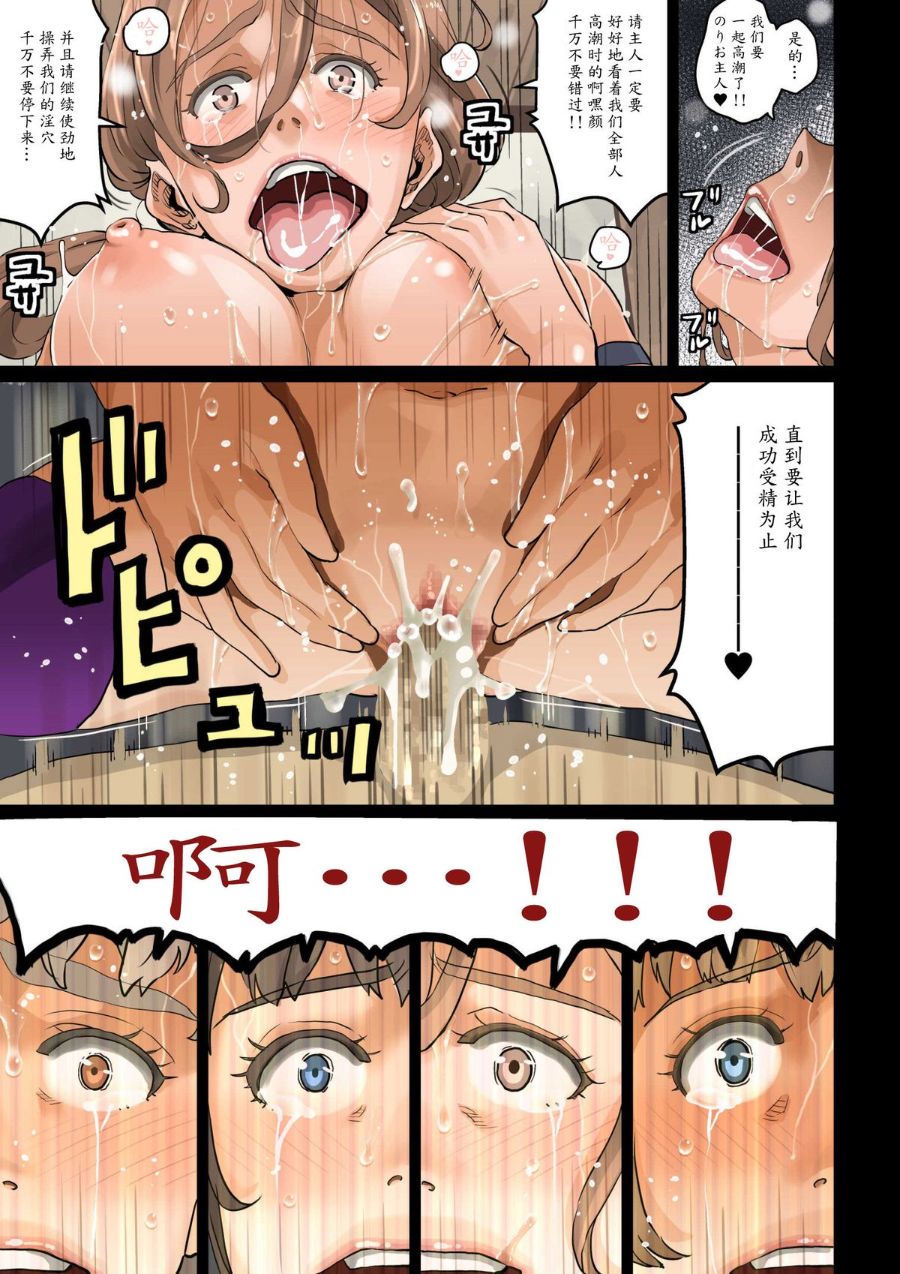 是的…
我们要
一起高潮了!!
のりお主人♥
ブル
ブル
请主人一定要
好好地看着我们全部人
高潮时的啊嘿颜
千万不要错过!!
哈♥
哈♥
哈♥
ユサ
ユサ
并且请继续使劲地
操弄我们的淫穴
千万不要停下来…
直到要让我们
成功受精为止
♥
ドピュ
啊可・・・!!!